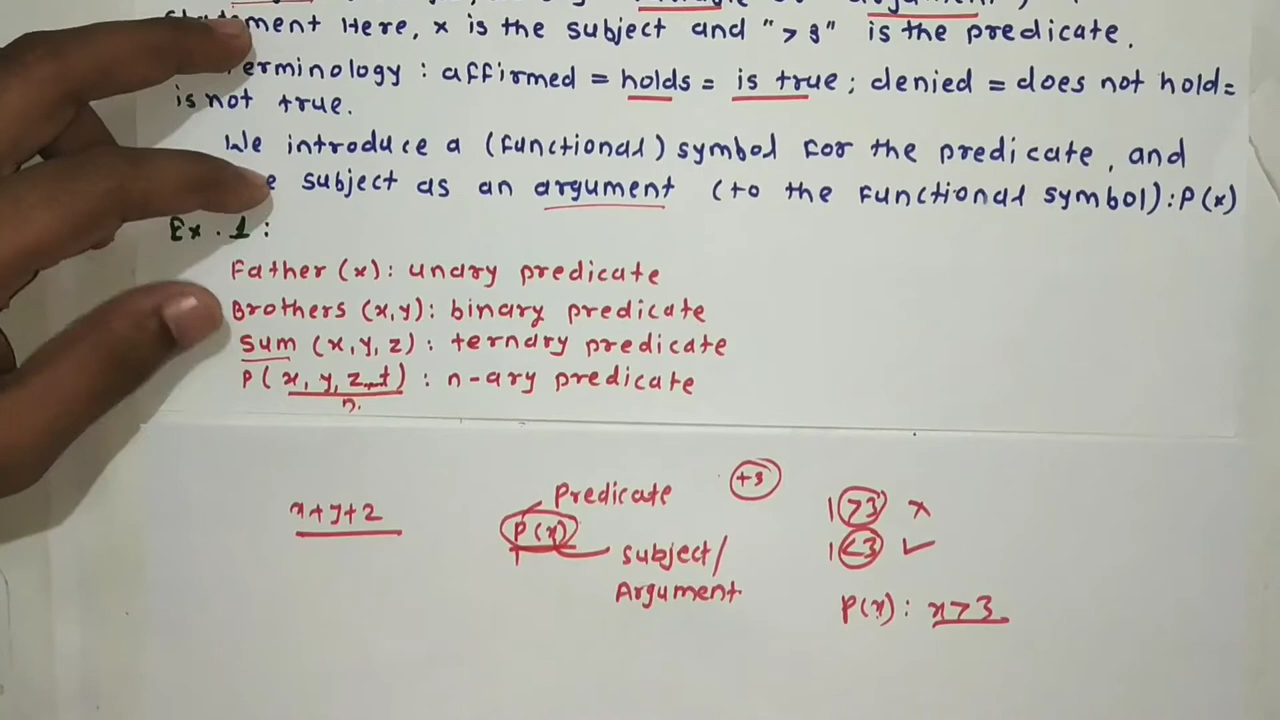 ment Here, x is the subject and ">3" is the predicate.
erminology : affirmed = holds = is true; denied = does not hold =
is not true.
We introduce a (functional) symbol for the predicate, and
subject as an argument (to the functional symbol): P(x)
Ex. 1:
Father (x): unary predicate
Brothers (x,y): binary predicate
Sum (x, y, z) : ternary predicate
P(x, y, z...t) : n-ary predicate
n.
x+y+z
Predicate
P(x)
subject/
Argument
+3
1 >3 ×
1 <3 ✓
P(x): x>3